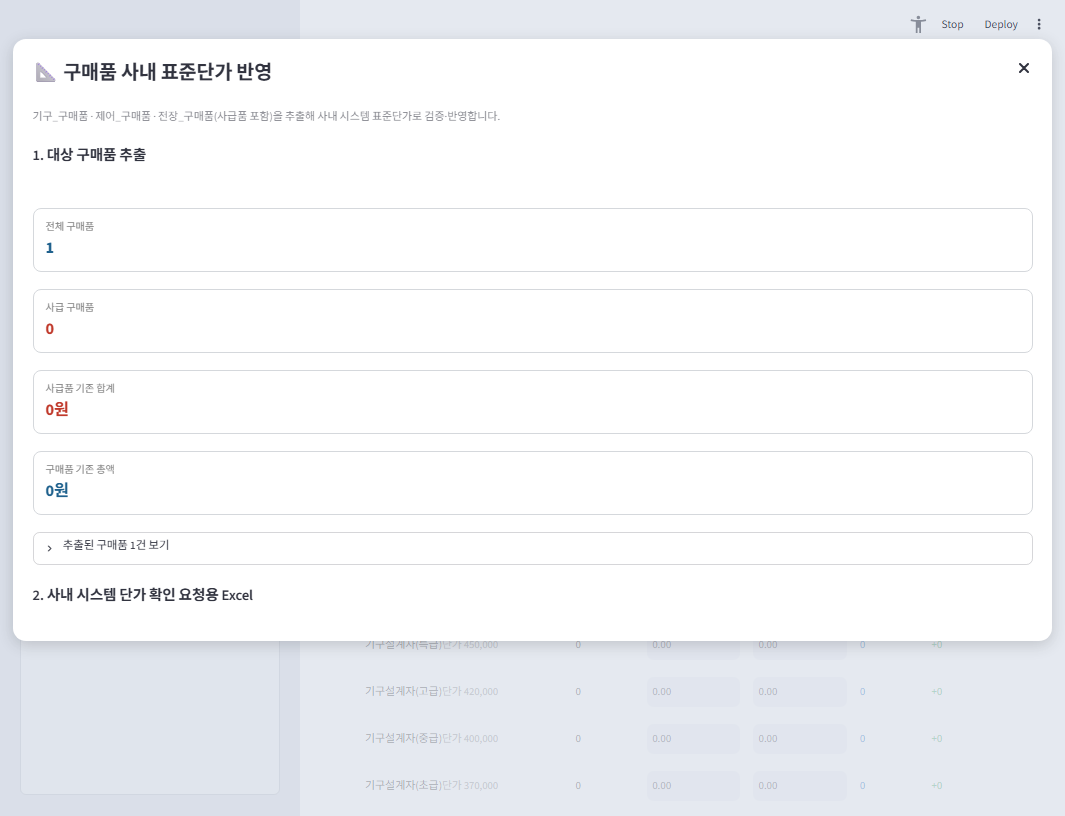 Stop Deploy
구매품 사내 표준단가 반영
기구_구매품 · 제어_구매품 · 전장_구매품(사급품 포함)을 추출해 사내 시스템 표준단가로 검증·반영합니다.
1. 대상 구매품 추출
전체 구매품
1
사급 구매품
0
사급품 기존 합계
0원
구매품 기존 총액
0원
추출된 구매품 1건 보기
2. 사내 시스템 단가 확인 요청용 Excel
기구설계자(특급)단가 450,000 0 0.00 0.00 0 +0
기구설계자(고급)단가 420,000 0 0.00 0.00 0 +0
기구설계자(중급)단가 400,000 0 0.00 0.00 0 +0
기구설계자(초급)단가 370,000 0 0.00 0.00 0 +0